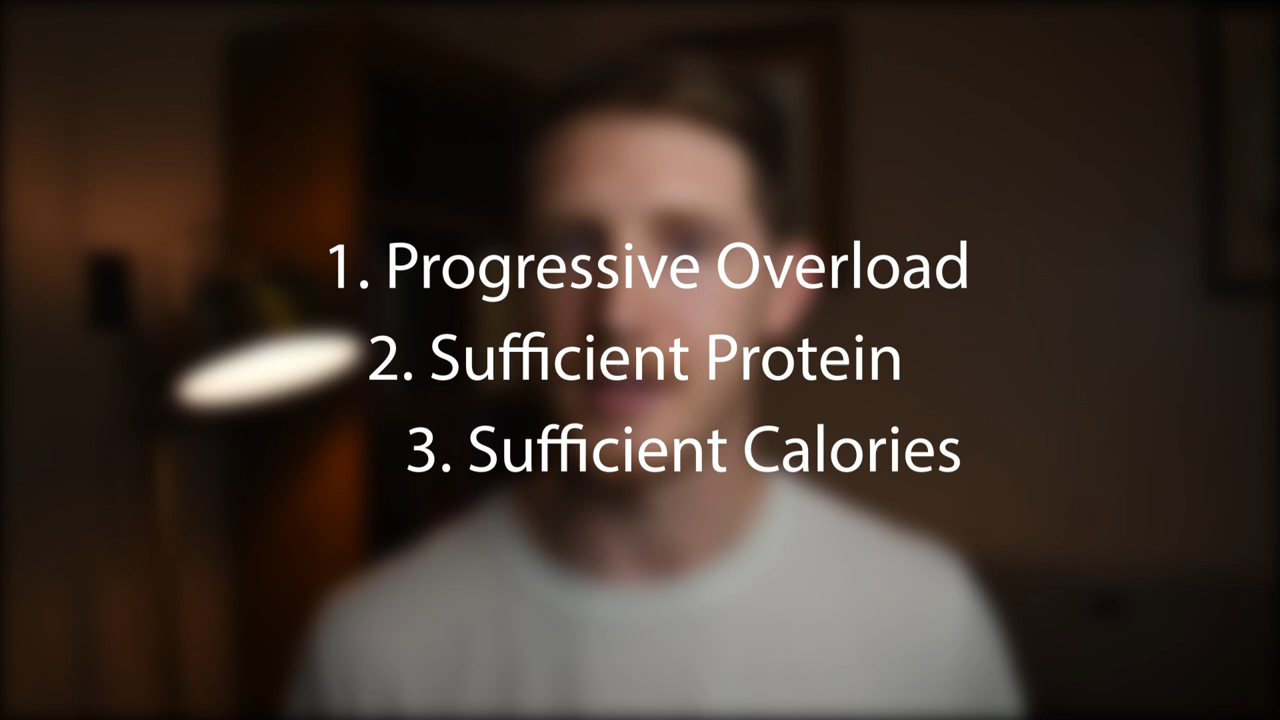 1. Progressive Overload
2. Sufficient Protein
3. Sufficient Calories